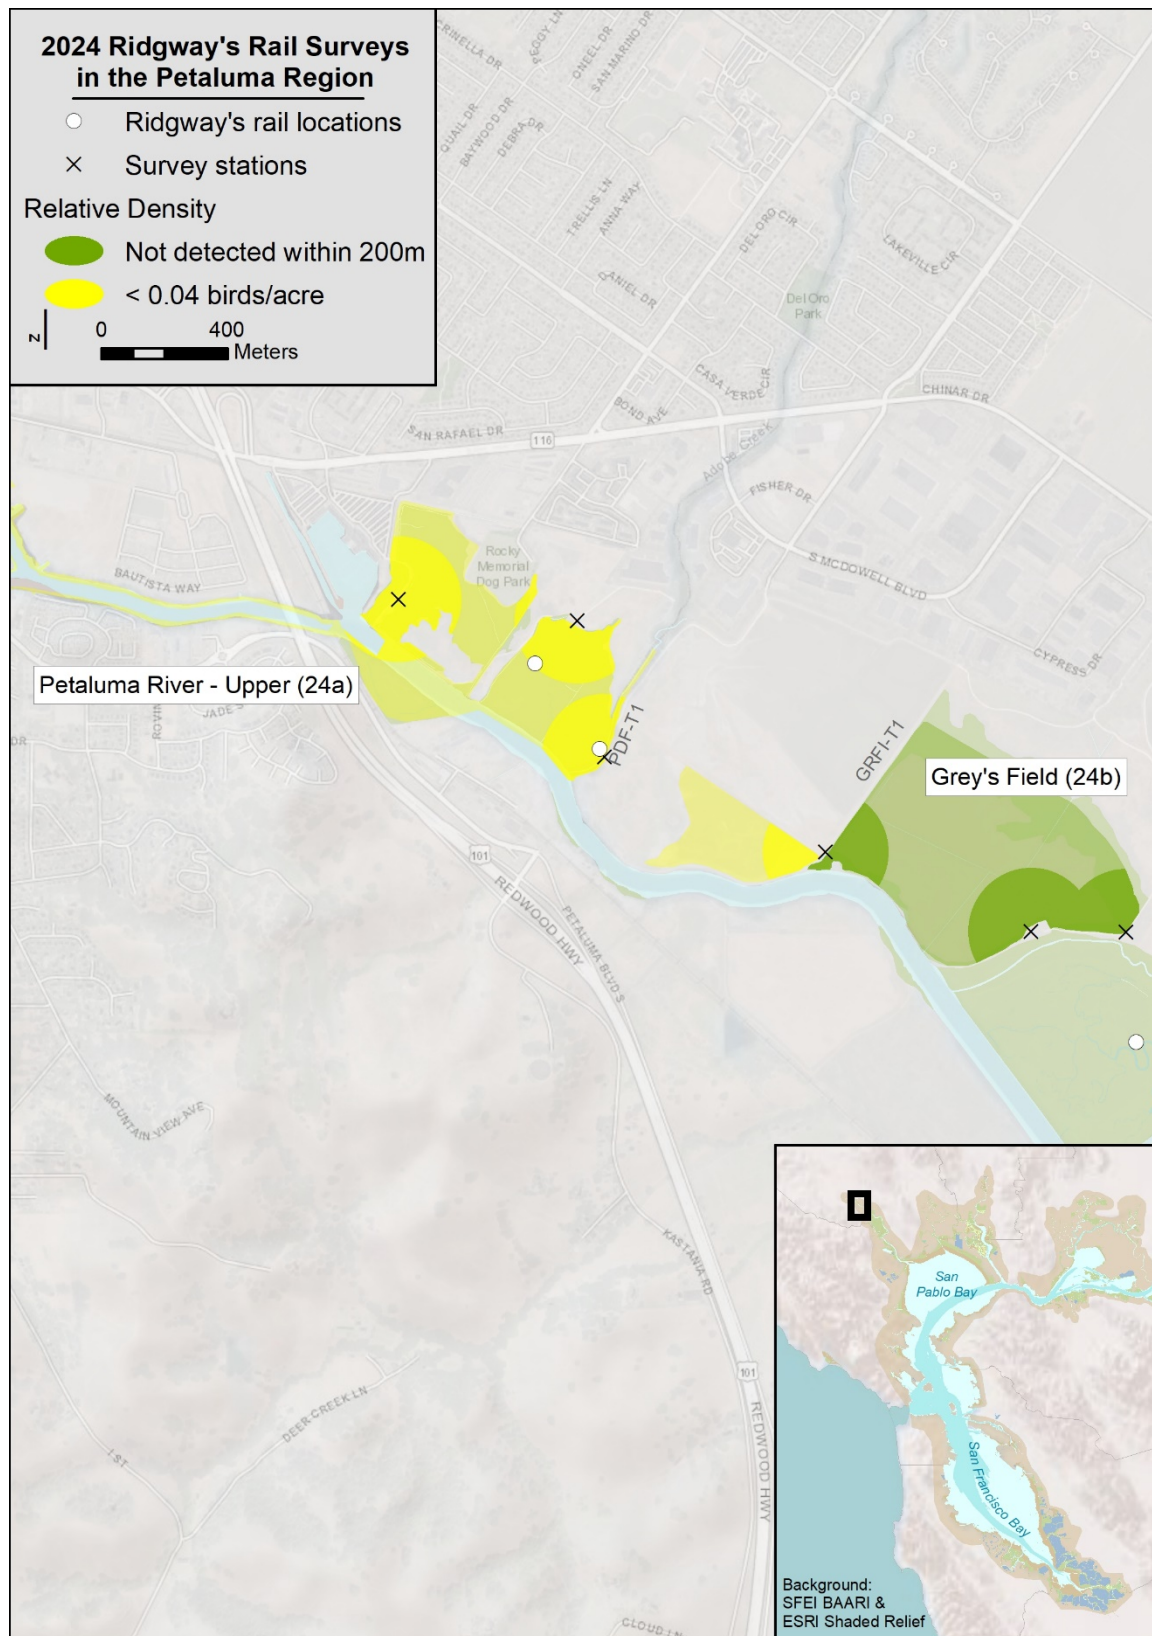 2024 Ridgway's Rail Surveys
in the Petaluma Region
Ridgway's rail locations
Survey stations
Relative Density
Not detected within 200m
< 0.04 birds/acre
N
0 400
Meters
PEGGY LN
ONEEL DR
SAN MARINO DR
QUAIL DR
BAYWOOD DR
DEBRA DR
TRELLIS LN
ANNA WAY
DEL ORO CIR
LAKEVILLE CIR
DANIEL DR
Del Oro
Park
CASA VERDE CIR
BOND AVE
CHINAR DR
SAN RAFAEL DR
116
Adobe Creek
FISHER DR
S MCDOWELL BLVD
Rocky
Memorial
Dog Park
BAUTISTA WAY
CYPRESS DR
Petaluma River - Upper (24a)
JADE S
DR
PDF-T1
GRFI-T1
Grey's Field (24b)
101
REDWOOD HWY
PETALUMA BLVD S
MOUNTAIN VIEW AVE
KASTANIA RD
DEER CREEK LN
I ST
101
REDWOOD HWY
CLOUD LN
San
Pablo Bay
San Francisco Bay
Background:
SFEI BAARI &
ESRI Shaded Relief